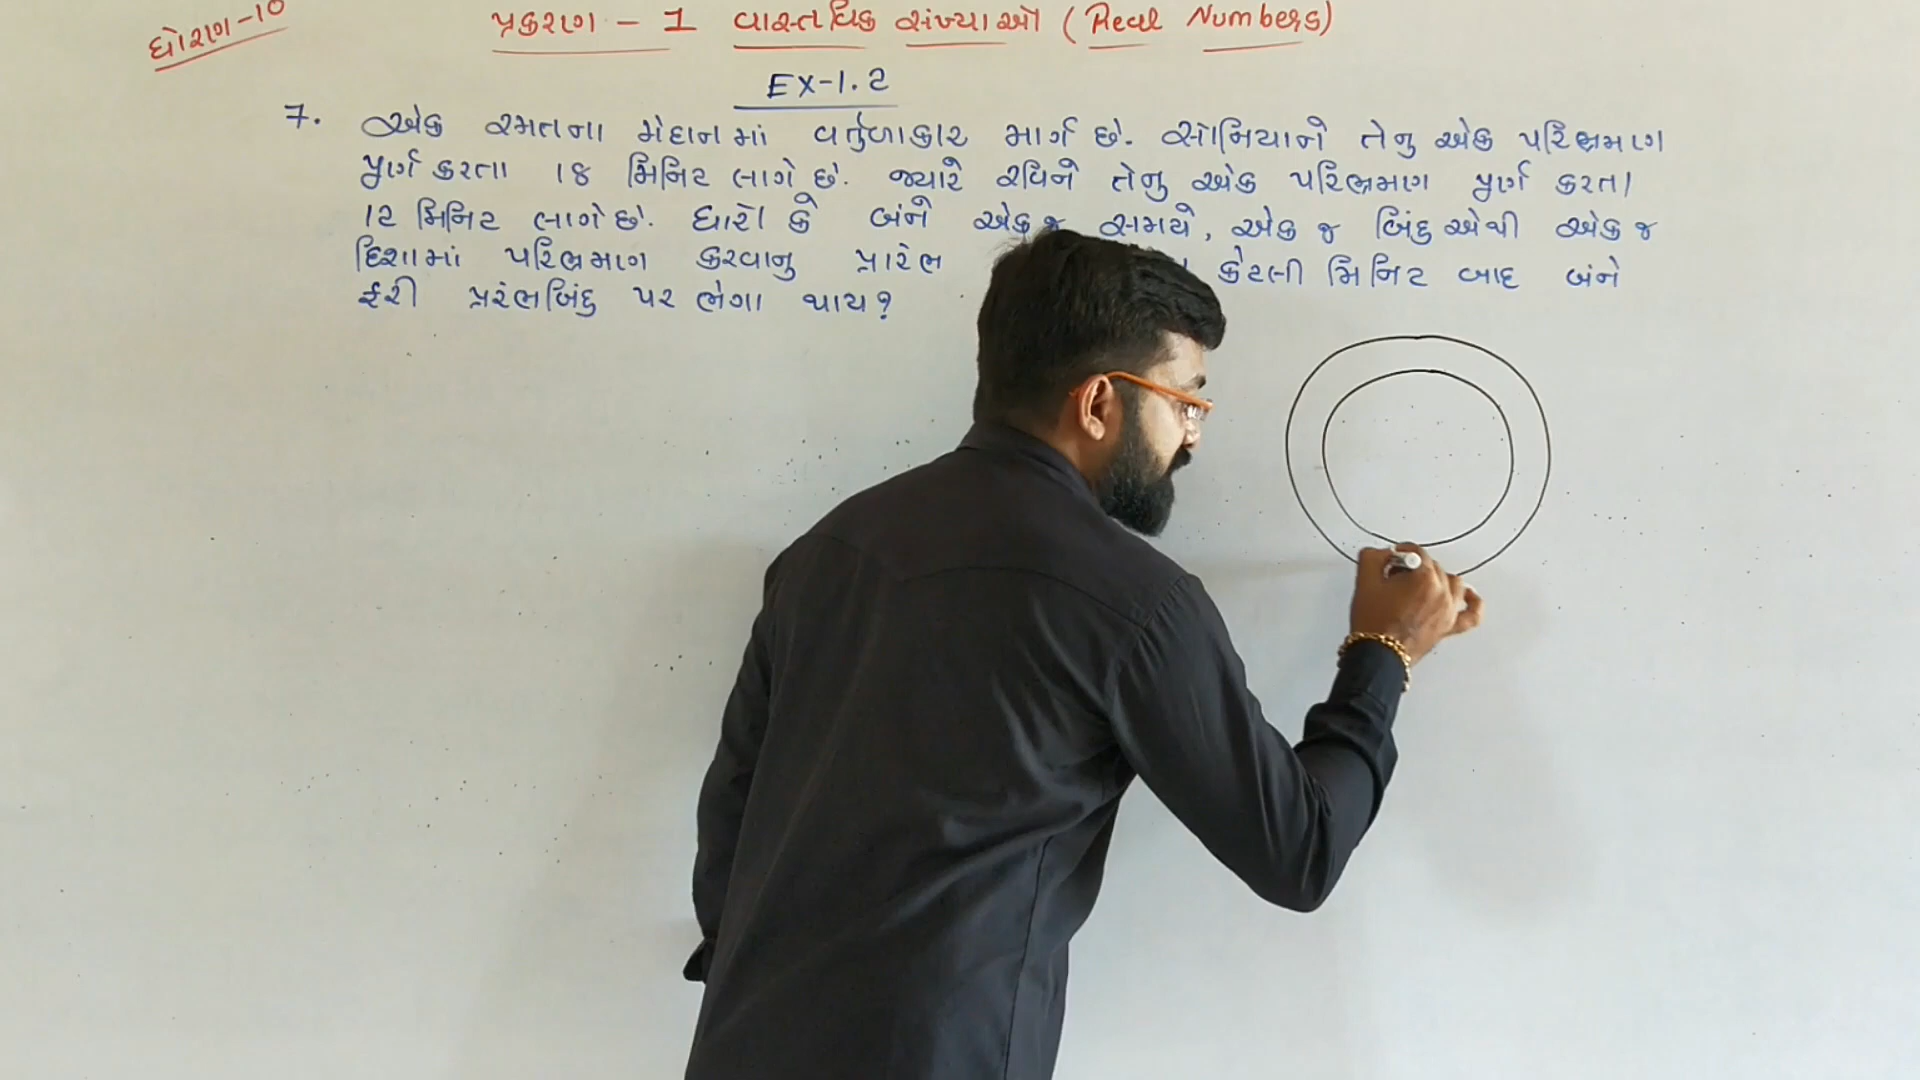 ધોરણ-10
પ્રકરણ - 1 વાસ્તવિક સંખ્યાઓ (Real Numbers)
EX-1.2
7. એક રમતના મેદાનમાં વર્તુળાકાર માર્ગ છે. સોનિયાને તેનુ એક પરિભ્રમણ
પૂર્ણ કરતા 18 મિનિટ લાગે છે. જ્યારે રવિને તેનુ એક પરિભ્રમણ પૂર્ણ કરતા
12 મિનિટ લાગે છે. ધારો કે બંને એક જ સમયે, એક જ બિંદુએથી એક જ
દિશામાં પરિભ્રમણ કરવાનુ પ્રારંભ કેટલી મિનિટ બાદ બંને
ફરી પ્રરંભબિંદુ પર ભેગા થાય?